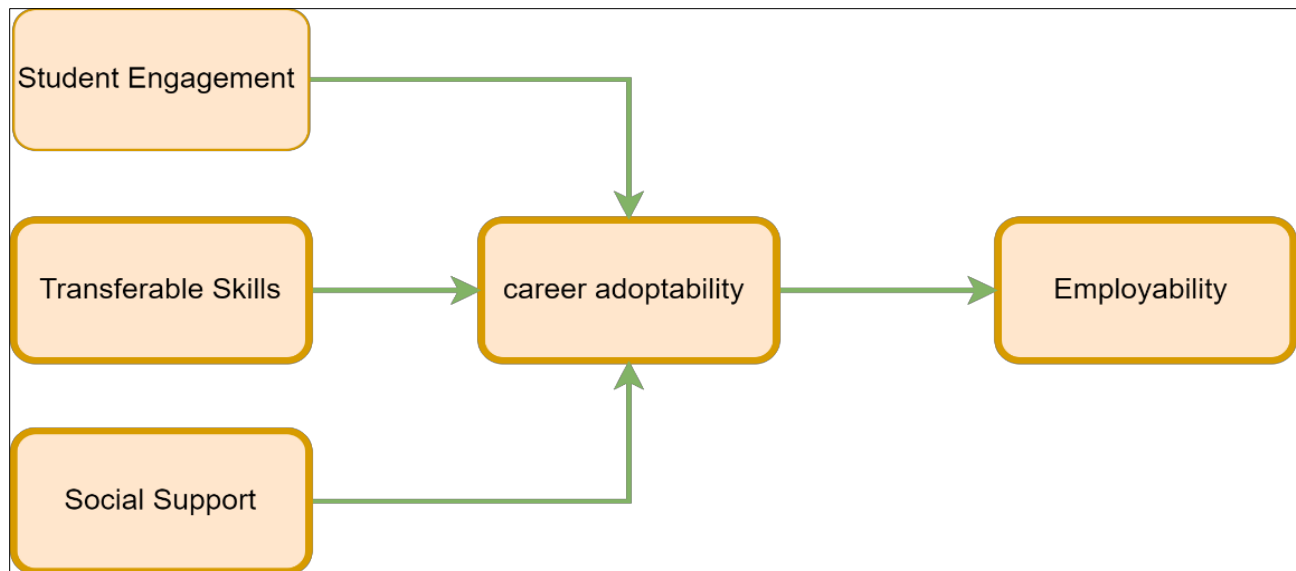 Student Engagement
Transferable Skills
career adoptability
Employability
Social Support